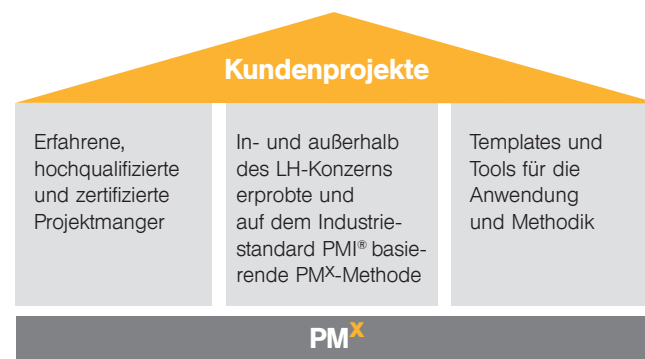 Kundenprojekte
Erfahrene,
hochqualifizierte
und zertifizierte
Projektmanger
In- und außerhalb
des LH-Konzerns
erprobte und
auf dem Industrie-
standard PMI® basie-
rende PMX-Methode
Templates und
Tools für die
Anwendung
und Methodik
PMX